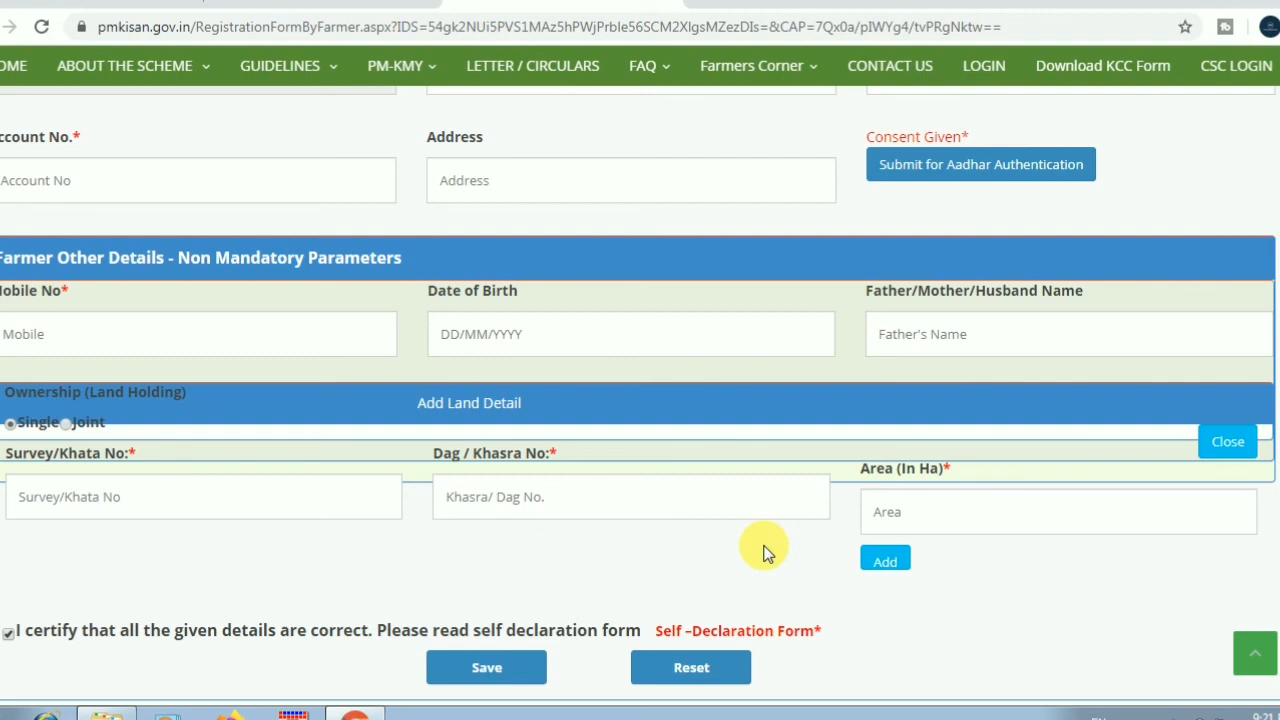 pmkisan.gov.in/RegistrationFormByFarmer.aspx?IDS=54gk2NUi5PVS1MAz5hPWJPrbIe56SCM2XIgsMZezDIs=&CAP=7Qx0a/pIWYg4/tvPRgNktw==
OME ABOUT THE SCHEME GUIDELINES PM-KMY LETTER / CIRCULARS FAQ Farmers Corner CONTACT US LOGIN Download KCC Form CSC LOGIN
ccount No.* Address Consent Given*
Account No Address Submit for Aadhar Authentication
Farmer Other Details - Non Mandatory Parameters
Mobile No* Date of Birth Father/Mother/Husband Name
Mobile DD/MM/YYYY Father's Name
Ownership (Land Holding)
Add Land Detail
Single Joint
Close
Survey/Khata No:* Dag / Khasra No:* Area (In Ha)*
Survey/Khata No Khasra/ Dag No. Area
Add
I certify that all the given details are correct. Please read self declaration form Self –Declaration Form*
Save Reset
EN 9:21